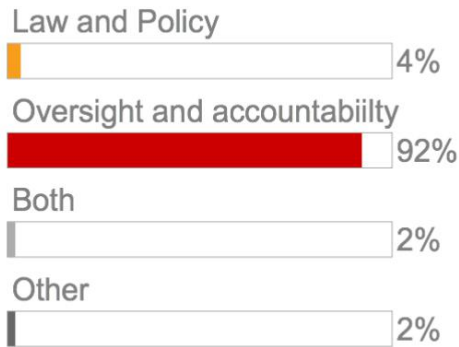 Law and Policy
4%
Oversight and accountabiilty
92%
Both
2%
Other
2%